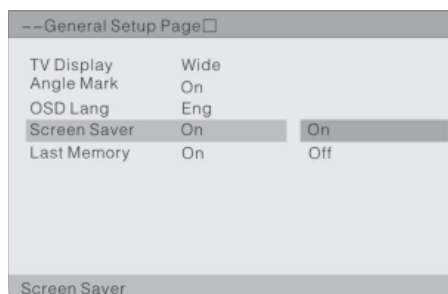 --General Setup Page□
TV Display Wide
Angle Mark On
OSD Lang Eng
Screen Saver On On
Last Memory On Off
Screen Saver